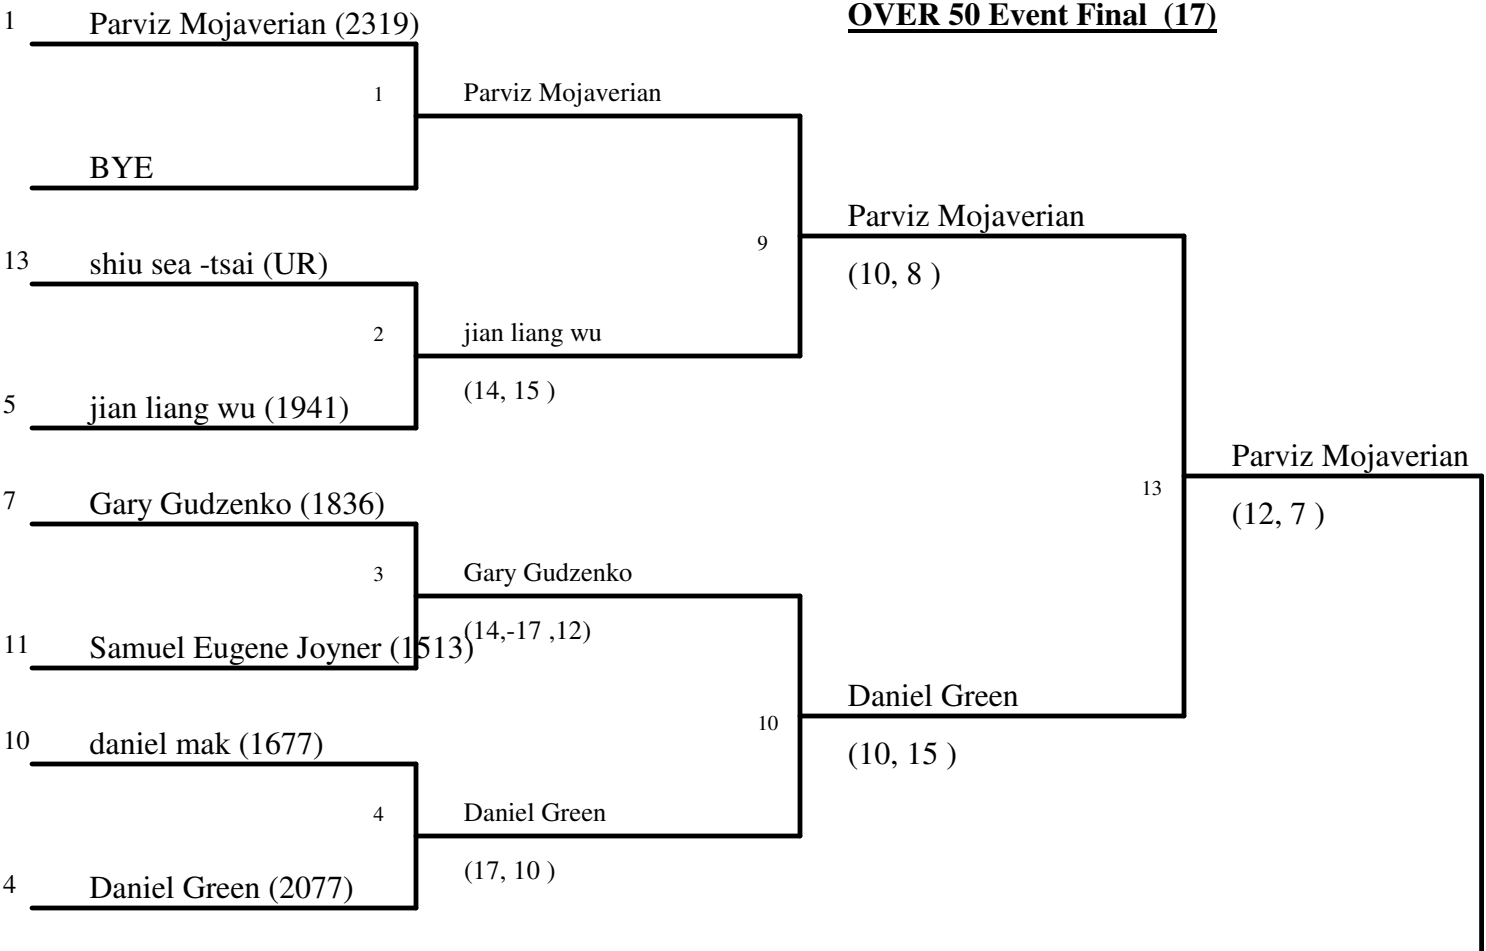 OVER 50 Event Final (17)
1 Parviz Mojaverian (2319)
1 Parviz Mojaverian
BYE
Parviz Mojaverian
9
(10, 8 )
13 shiu sea -tsai (UR)
2 jian liang wu
(14, 15 )
5 jian liang wu (1941)
Parviz Mojaverian
13
(12, 7 )
7 Gary Gudzenko (1836)
3 Gary Gudzenko
(14,-17 ,12)
11 Samuel Eugene Joyner (1513)
Daniel Green
10
(10, 15 )
10 daniel mak (1677)
4 Daniel Green
(17, 10 )
4 Daniel Green (2077)